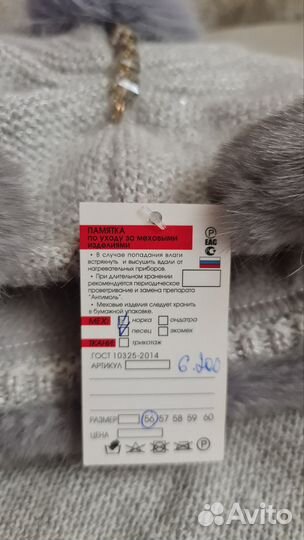 ПАМЯТКА
по уходу за меховыми
изделиями
P
EAC
• В случае попадания влаги
встряхнуть и высушить вдали от
нагревательных приборов.
• При длительном хранении
рекомендуется периодическое
проветривание и замена препарата
"Антимоль".
• Меховые изделия следует хранить
в бумажной упаковке.
МЕХ: норка ондатра
песец экомех
ТКАНИ: трикотаж
ГОСТ 10325-2014
АРТИКУЛ 6.200
РАЗМЕР 56 57 58 59 60
ЦЕНА
P
Avito